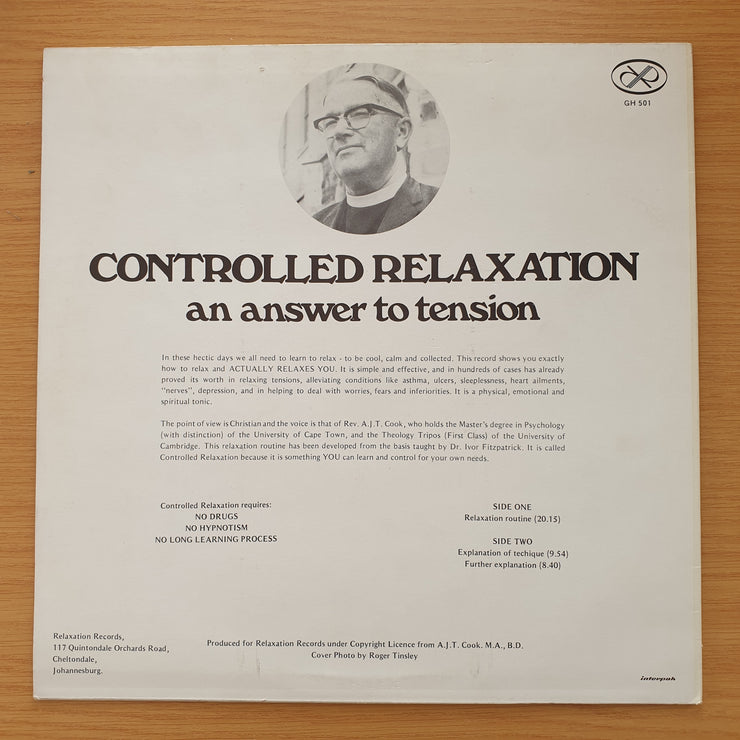 GH 501
CONTROLLED RELAXATION
an answer to tension
In these hectic days we all need to learn to relax - to be cool, calm and collected. This record shows you exactly
how to relax and ACTUALLY RELAXES YOU. It is simple and effective, and in hundreds of cases has already
proved its worth in relaxing tensions, alleviating conditions like asthma, ulcers, sleeplessness, heart ailments,
"nerves", depression, and in helping to deal with worries, fears and inferiorities. It is a physical, emotional and
spiritual tonic.
The point of view is Christian and the voice is that of Rev. A.J.T. Cook, who holds the Master's degree in Psychology
(with distinction) of the University of Cape Town, and the Theology Tripos (First Class) of the University of
Cambridge. This relaxation routine has been developed from the basis taught by Dr. Ivor Fitzpatrick. It is called
Controlled Relaxation because it is something YOU can learn and control for your own needs.
Controlled Relaxation requires:
NO DRUGS
NO HYPNOTISM
NO LONG LEARNING PROCESS
SIDE ONE
Relaxation routine (20.15)
SIDE TWO
Explanation of techique (9.54)
Further explanation (8.40)
Relaxation Records,
117 Quintondale Orchards Road,
Cheltondale,
Johannesburg.
Produced for Relaxation Records under Copyright Licence from A.J.T. Cook. M.A., B.D.
Cover Photo by Roger Tinsley
interpak